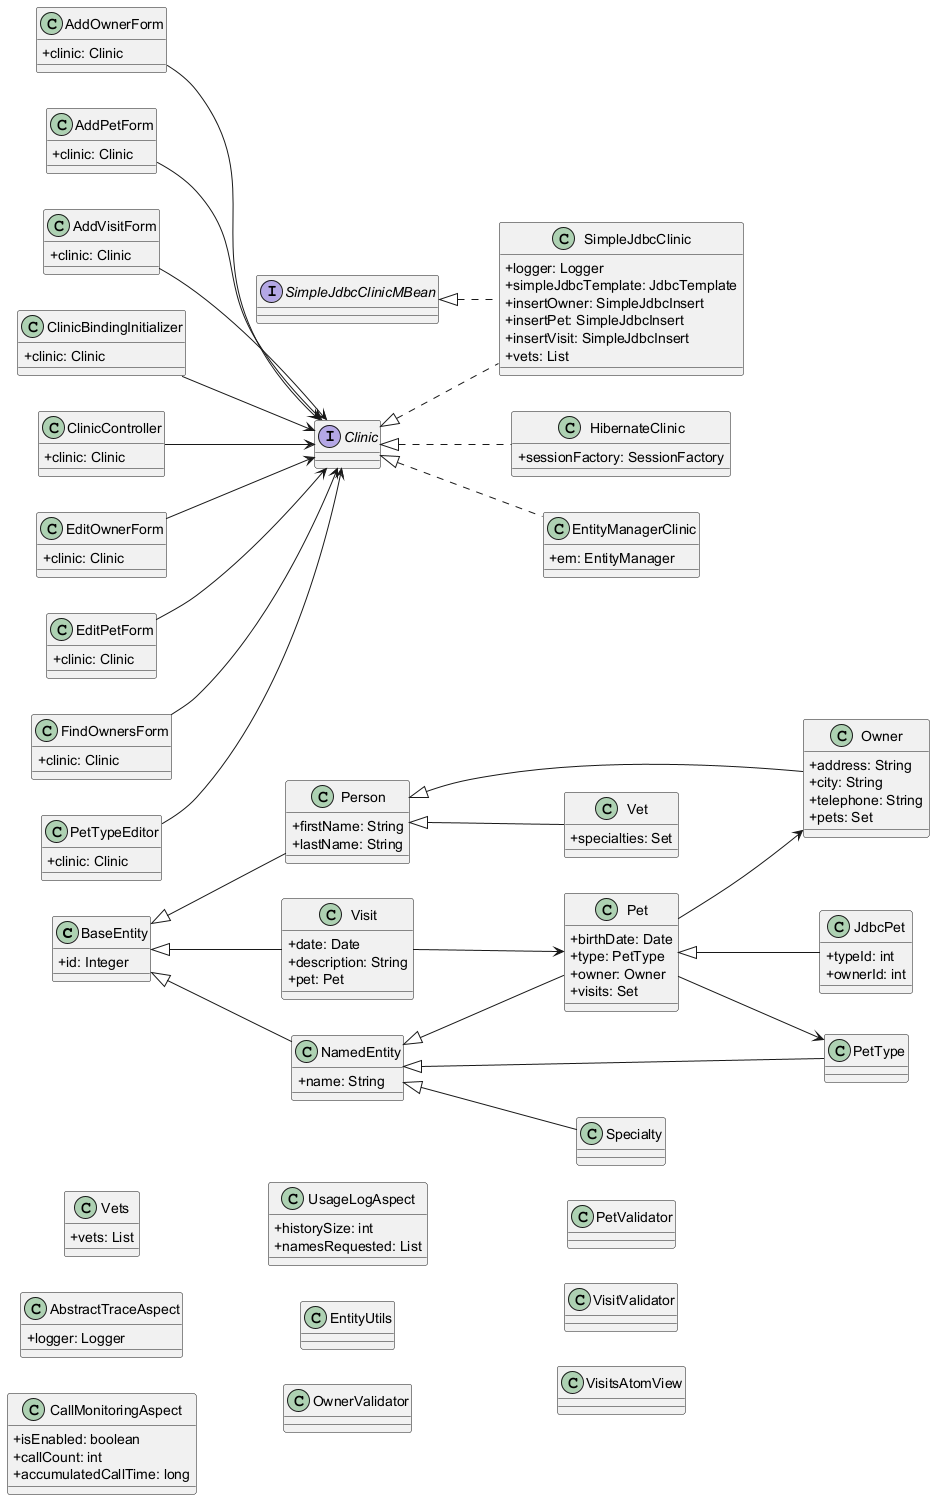 AddOwnerForm
+clinic: Clinic
AddPetForm
+clinic: Clinic
AddVisitForm
+clinic: Clinic
ClinicBindingInitializer
+clinic: Clinic
ClinicController
+clinic: Clinic
EditOwnerForm
+clinic: Clinic
EditPetForm
+clinic: Clinic
FindOwnersForm
+clinic: Clinic
PetTypeEditor
+clinic: Clinic
SimpleJdbcClinicMBean
Clinic
SimpleJdbcClinic
+logger: Logger
+simpleJdbcTemplate: JdbcTemplate
+insertOwner: SimpleJdbcInsert
+insertPet: SimpleJdbcInsert
+insertVisit: SimpleJdbcInsert
+vets: List
HibernateClinic
+sessionFactory: SessionFactory
EntityManagerClinic
+em: EntityManager
BaseEntity
+id: Integer
Person
+firstName: String
+lastName: String
Visit
+date: Date
+description: String
+pet: Pet
NamedEntity
+name: String
Vet
+specialties: Set
Pet
+birthDate: Date
+type: PetType
+owner: Owner
+visits: Set
Specialty
Owner
+address: String
+city: String
+telephone: String
+pets: Set
JdbcPet
+typeId: int
+ownerId: int
PetType
Vets
+vets: List
AbstractTraceAspect
+logger: Logger
CallMonitoringAspect
+isEnabled: boolean
+callCount: int
+accumulatedCallTime: long
UsageLogAspect
+historySize: int
+namesRequested: List
EntityUtils
OwnerValidator
PetValidator
VisitValidator
VisitsAtomView